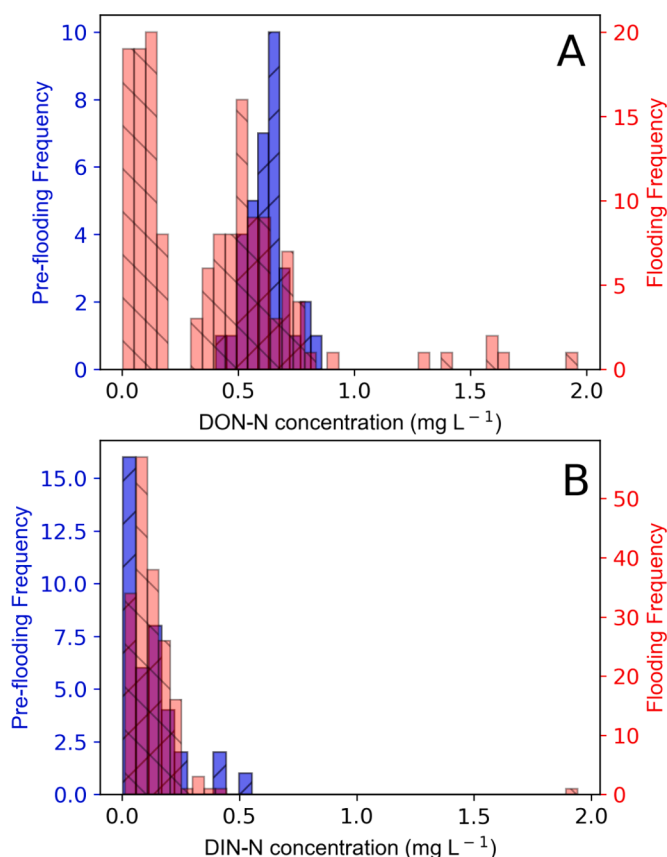 A
Pre-flooding Frequency
10
8
6
4
2
0
Flooding Frequency
20
15
10
5
0
0.0 0.5 1.0 1.5 2.0
DON-N concentration (mg L⁻¹)
B
Pre-flooding Frequency
15.0
12.5
10.0
7.5
5.0
2.5
0.0
Flooding Frequency
50
40
30
20
10
0
0.0 0.5 1.0 1.5 2.0
DIN-N concentration (mg L⁻¹)